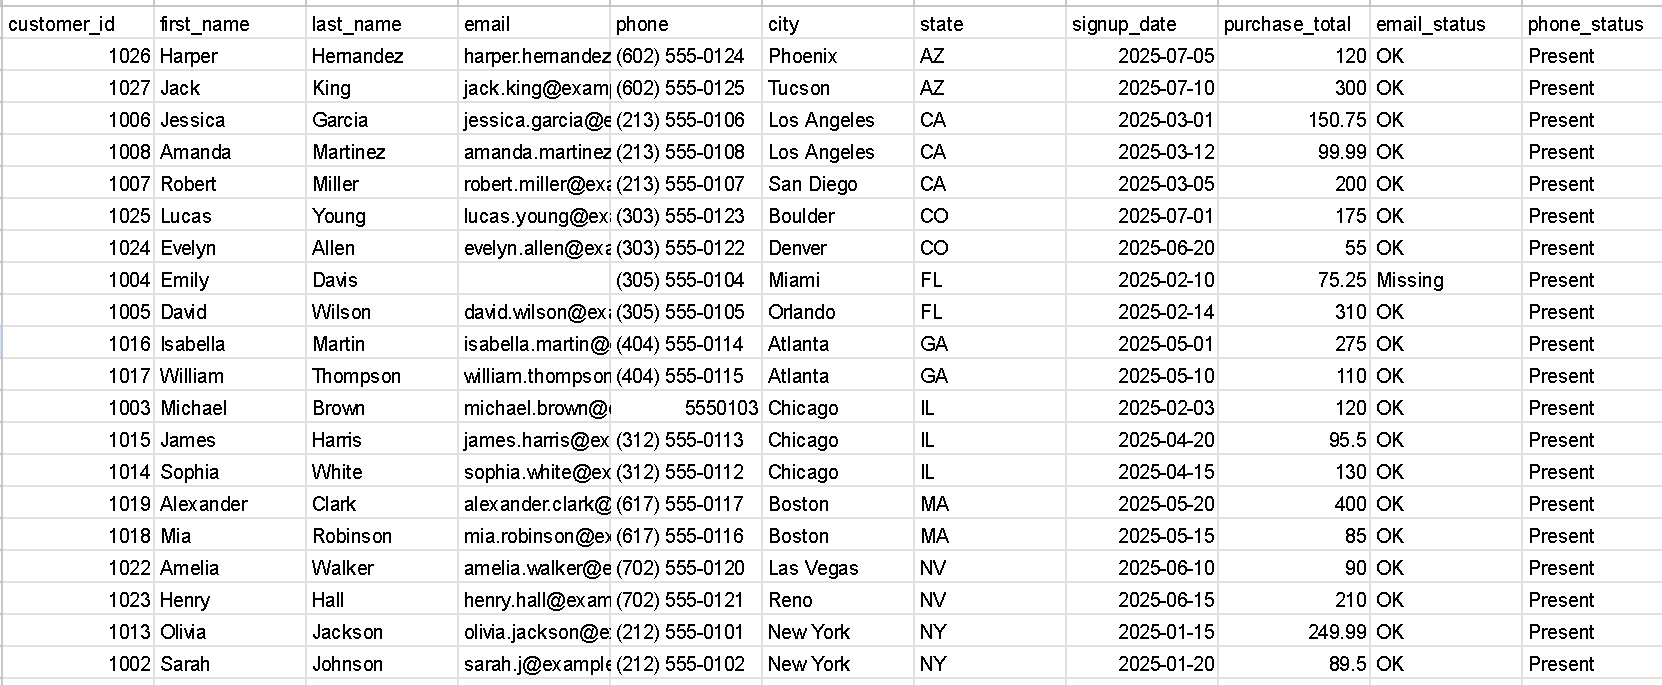 customer_id first_name last_name email phone city state signup_date purchase_total email_status phone_status
1026 Harper Hernandez harper.hernandez (602) 555-0124 Phoenix AZ 2025-07-05 120 OK Present
1027 Jack King jack.king@exam (602) 555-0125 Tucson AZ 2025-07-10 300 OK Present
1006 Jessica Garcia jessica.garcia@e (213) 555-0106 Los Angeles CA 2025-03-01 150.75 OK Present
1008 Amanda Martinez amanda.martinez (213) 555-0108 Los Angeles CA 2025-03-12 99.99 OK Present
1007 Robert Miller robert.miller@exa (213) 555-0107 San Diego CA 2025-03-05 200 OK Present
1025 Lucas Young lucas.young@exa (303) 555-0123 Boulder CO 2025-07-01 175 OK Present
1024 Evelyn Allen evelyn.allen@exa (303) 555-0122 Denver CO 2025-06-20 55 OK Present
1004 Emily Davis (305) 555-0104 Miami FL 2025-02-10 75.25 Missing Present
1005 David Wilson david.wilson@exa (305) 555-0105 Orlando FL 2025-02-14 310 OK Present
1016 Isabella Martin isabella.martin@ (404) 555-0114 Atlanta GA 2025-05-01 275 OK Present
1017 William Thompson william.thompson (404) 555-0115 Atlanta GA 2025-05-10 110 OK Present
1003 Michael Brown michael.brown@e 5550103 Chicago IL 2025-02-03 120 OK Present
1015 James Harris james.harris@ex (312) 555-0113 Chicago IL 2025-04-20 95.5 OK Present
1014 Sophia White sophia.white@ex (312) 555-0112 Chicago IL 2025-04-15 130 OK Present
1019 Alexander Clark alexander.clark@ (617) 555-0117 Boston MA 2025-05-20 400 OK Present
1018 Mia Robinson mia.robinson@ex (617) 555-0116 Boston MA 2025-05-15 85 OK Present
1022 Amelia Walker amelia.walker@e (702) 555-0120 Las Vegas NV 2025-06-10 90 OK Present
1023 Henry Hall henry.hall@exam (702) 555-0121 Reno NV 2025-06-15 210 OK Present
1013 Olivia Jackson olivia.jackson@e (212) 555-0101 New York NY 2025-01-15 249.99 OK Present
1002 Sarah Johnson sarah.j@example (212) 555-0102 New York NY 2025-01-20 89.5 OK Present